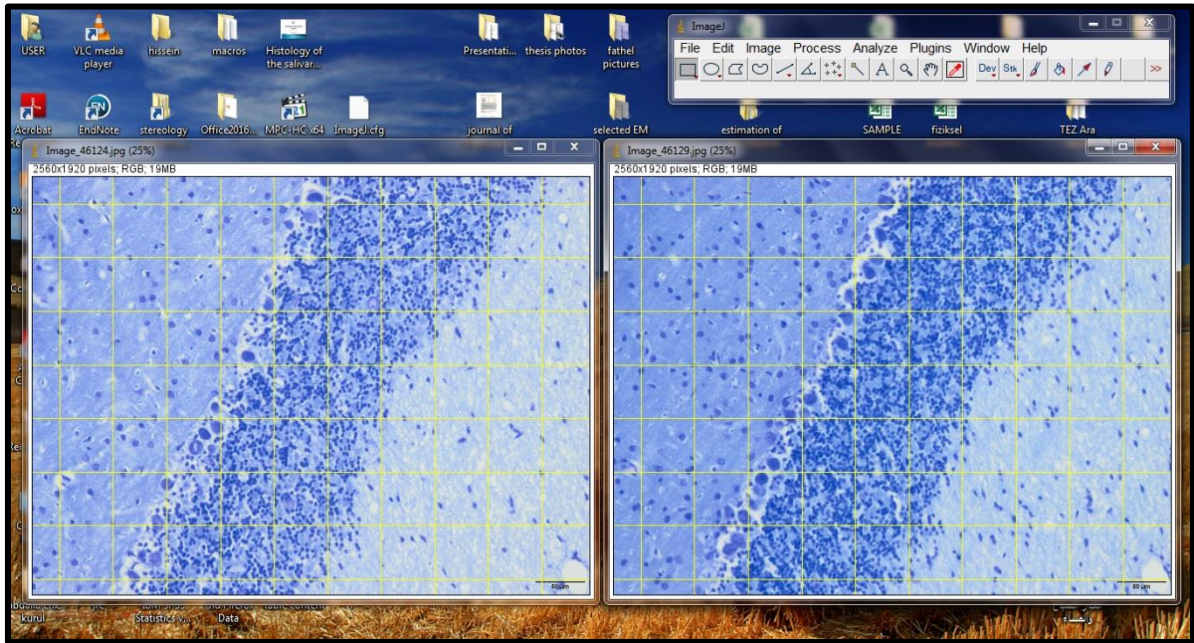 USER
VLC media
player
hissein
macros
Histology of
the salivar...
Presentati...
thesis photos
fathel
pictures
ImageJ
File Edit Image Process Analyze Plugins Window Help
Dev Stk >>
Acrobat
EndNote
stereology
Office2016...
MPC-HC x64
ImageJ.cfg
journal of
selected EM
estimation of
SAMPLE
fiziksel
TEZ Ara
Image_46124.jpg (25%)
2560x1920 pixels; RGB; 19MB
50 µm
Image_46129.jpg (25%)
2560x1920 pixels; RGB; 19MB
50 µm
kurul
Statistics v...
Data